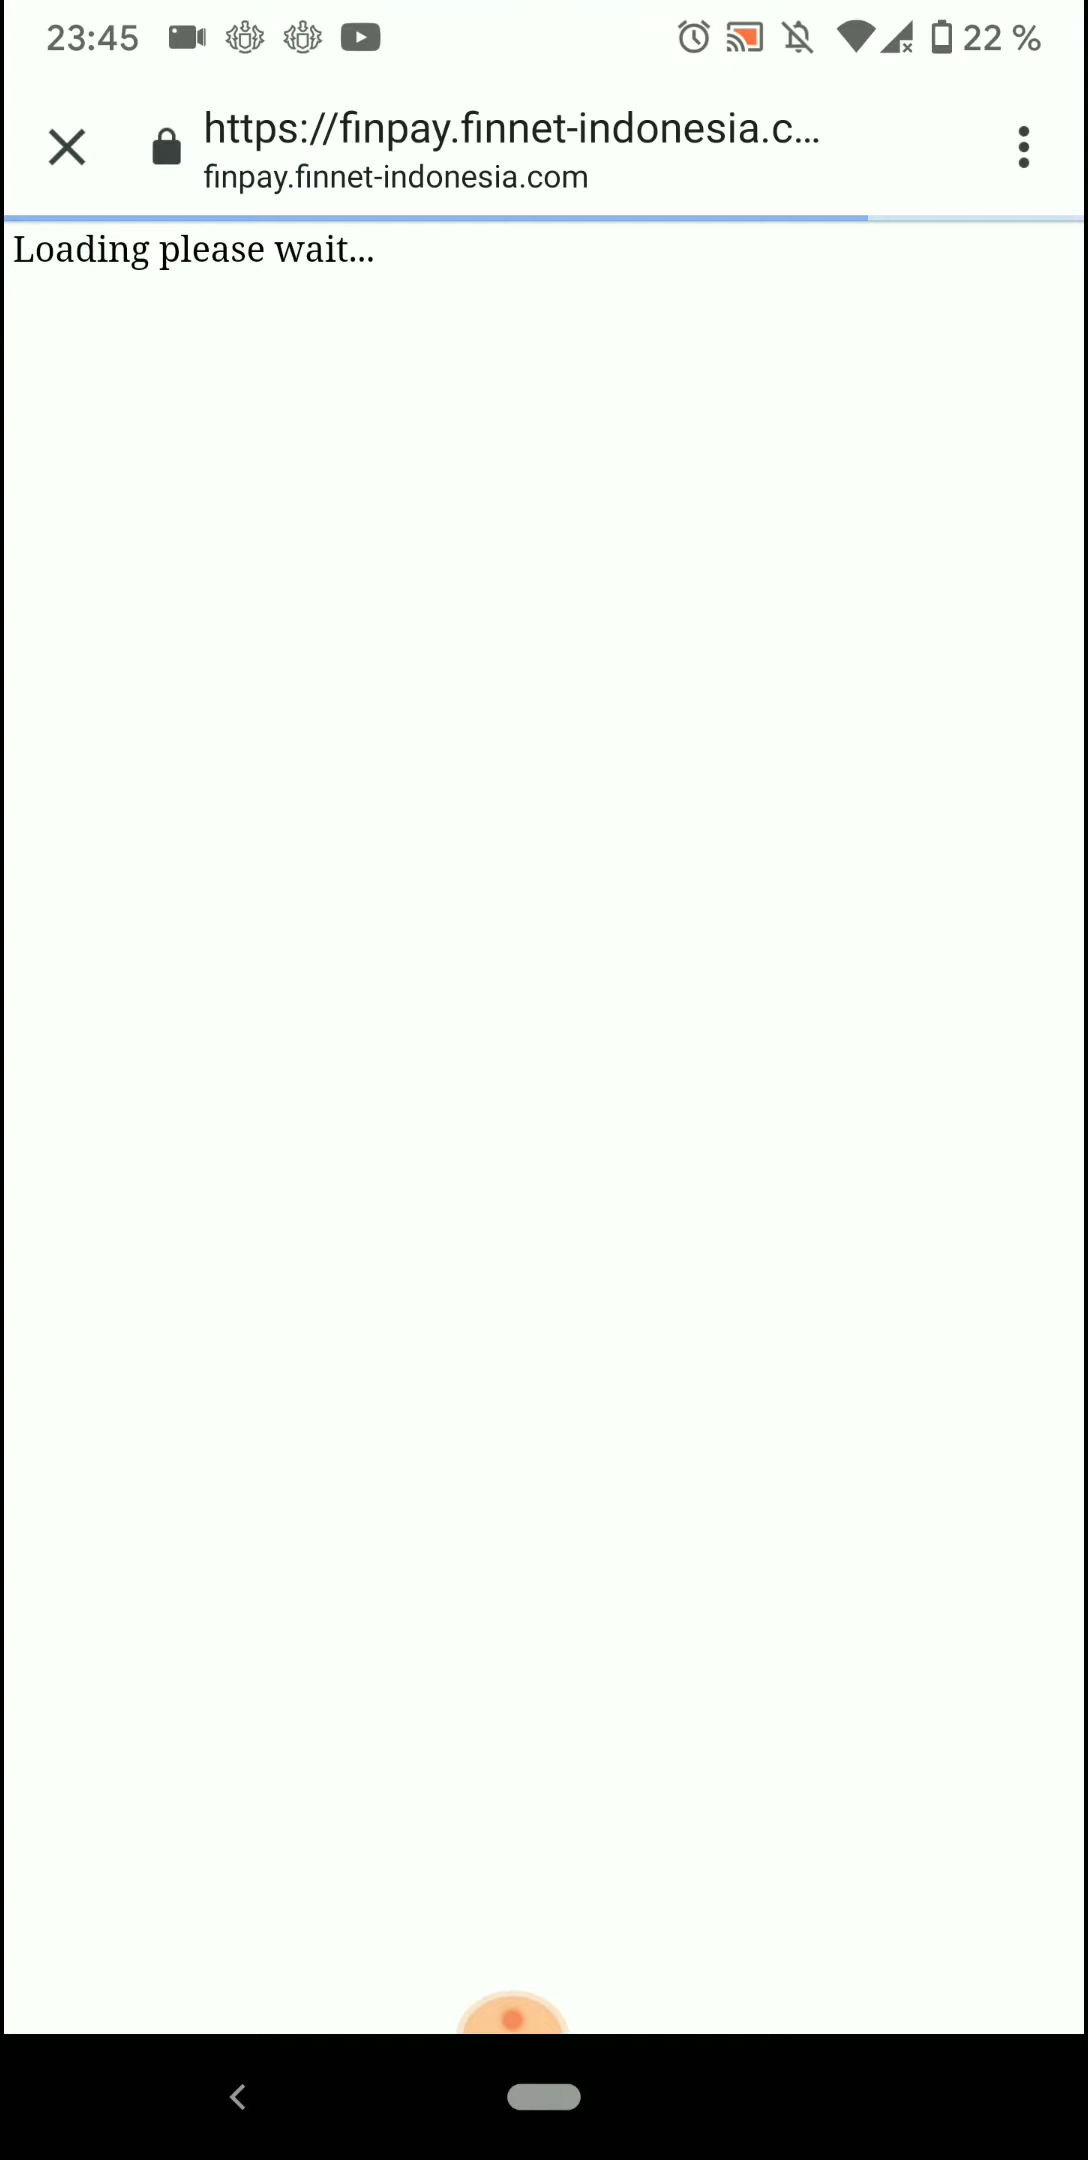 23:45
22 %
https://finpay.finnet-indonesia.c...
finpay.finnet-indonesia.com
Loading please wait...